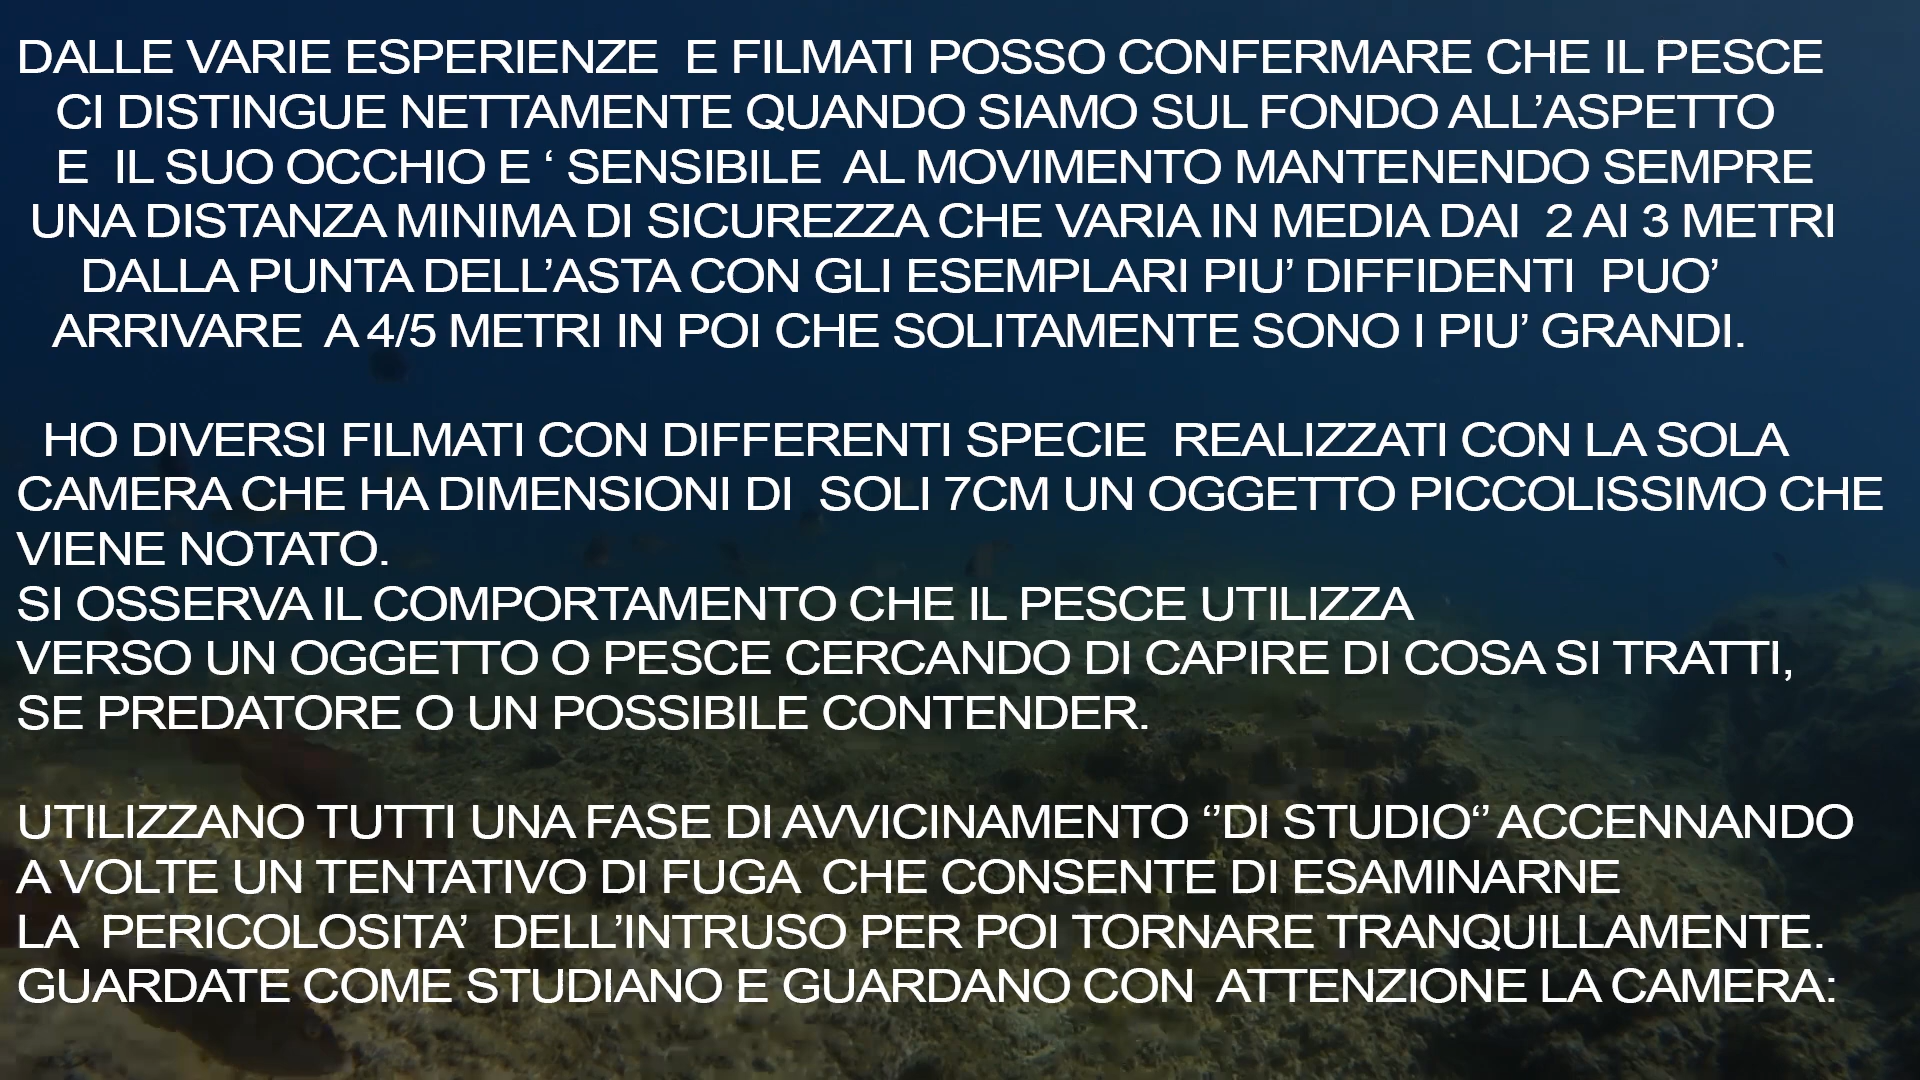 DALLE VARIE ESPERIENZE E FILMATI POSSO CONFERMARE CHE IL PESCE
CI DISTINGUE NETTAMENTE QUANDO SIAMO SUL FONDO ALL’ASPETTO
E IL SUO OCCHIO E ‘ SENSIBILE AL MOVIMENTO MANTENENDO SEMPRE
UNA DISTANZA MINIMA DI SICUREZZA CHE VARIA IN MEDIA DAI 2 AI 3 METRI
DALLA PUNTA DELL’ASTA CON GLI ESEMPLARI PIU’ DIFFIDENTI PUO’
ARRIVARE A 4/5 METRI IN POI CHE SOLITAMENTE SONO I PIU’ GRANDI.
HO DIVERSI FILMATI CON DIFFERENTI SPECIE REALIZZATI CON LA SOLA
CAMERA CHE HA DIMENSIONI DI SOLI 7CM UN OGGETTO PICCOLISSIMO CHE
VIENE NOTATO.
SI OSSERVA IL COMPORTAMENTO CHE IL PESCE UTILIZZA
VERSO UN OGGETTO O PESCE CERCANDO DI CAPIRE DI COSA SI TRATTI,
SE PREDATORE O UN POSSIBILE CONTENDER.
UTILIZZANO TUTTI UNA FASE DI AVVICINAMENTO ‘’DI STUDIO‘’ ACCENNANDO
A VOLTE UN TENTATIVO DI FUGA CHE CONSENTE DI ESAMINARNE
LA PERICOLOSITA’ DELL’INTRUSO PER POI TORNARE TRANQUILLAMENTE.
GUARDATE COME STUDIANO E GUARDANO CON ATTENZIONE LA CAMERA: